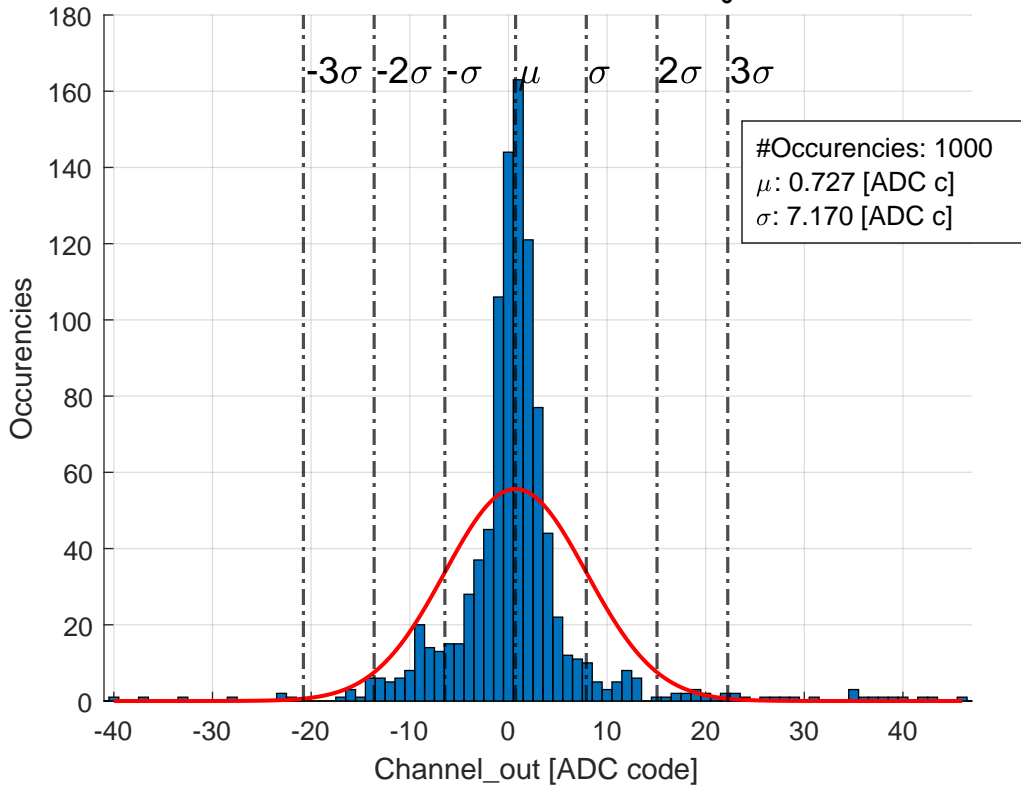 180
160
140
120
100
80
60
40
20
0
-3σ -2σ -σ μ σ 2σ 3σ
#Occurencies: 1000
μ: 0.727 [ADC c]
σ: 7.170 [ADC c]
Occurencies
-40 -30 -20 -10 0 10 20 30 40
Channel_out [ADC code]